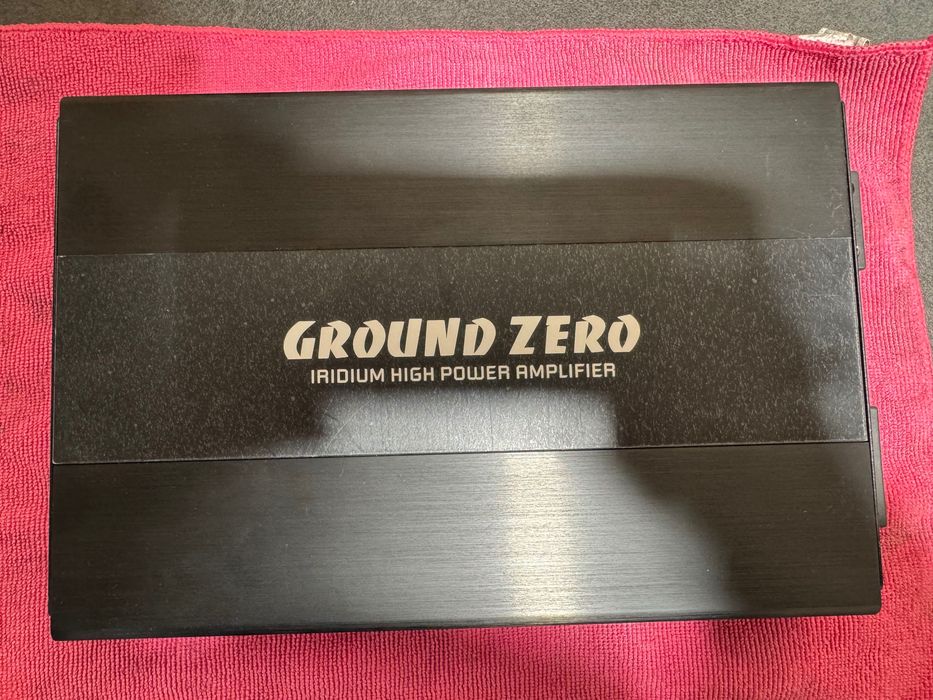 GROUND ZERO
IRIDIUM HIGH POWER AMPLIFIER